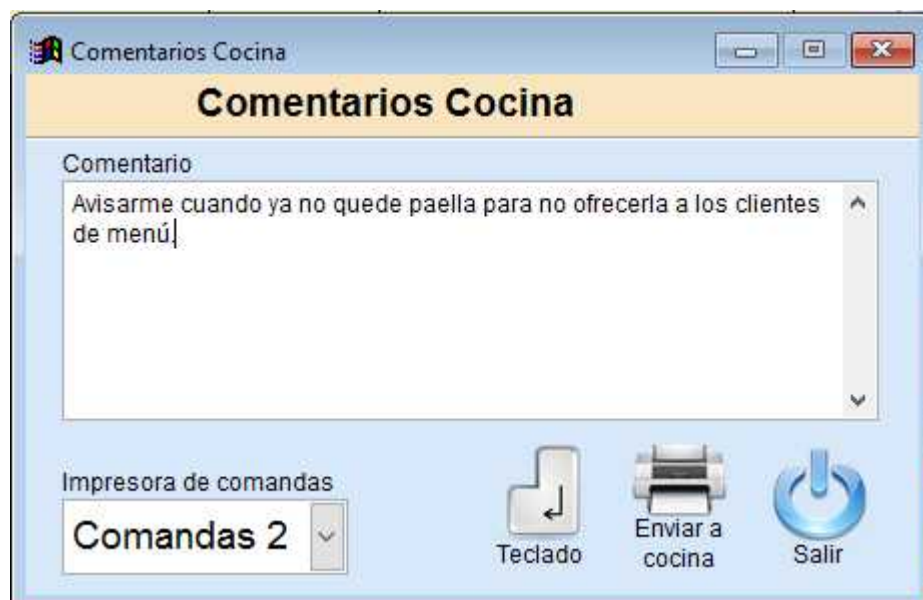 Comentarios Cocina
Comentarios Cocina
Comentario
Avisarme cuando ya no quede paella para no ofrecerla a los clientes
de menú.
Impresora de comandas
Comandas 2
Teclado
Enviar a
cocina
Salir